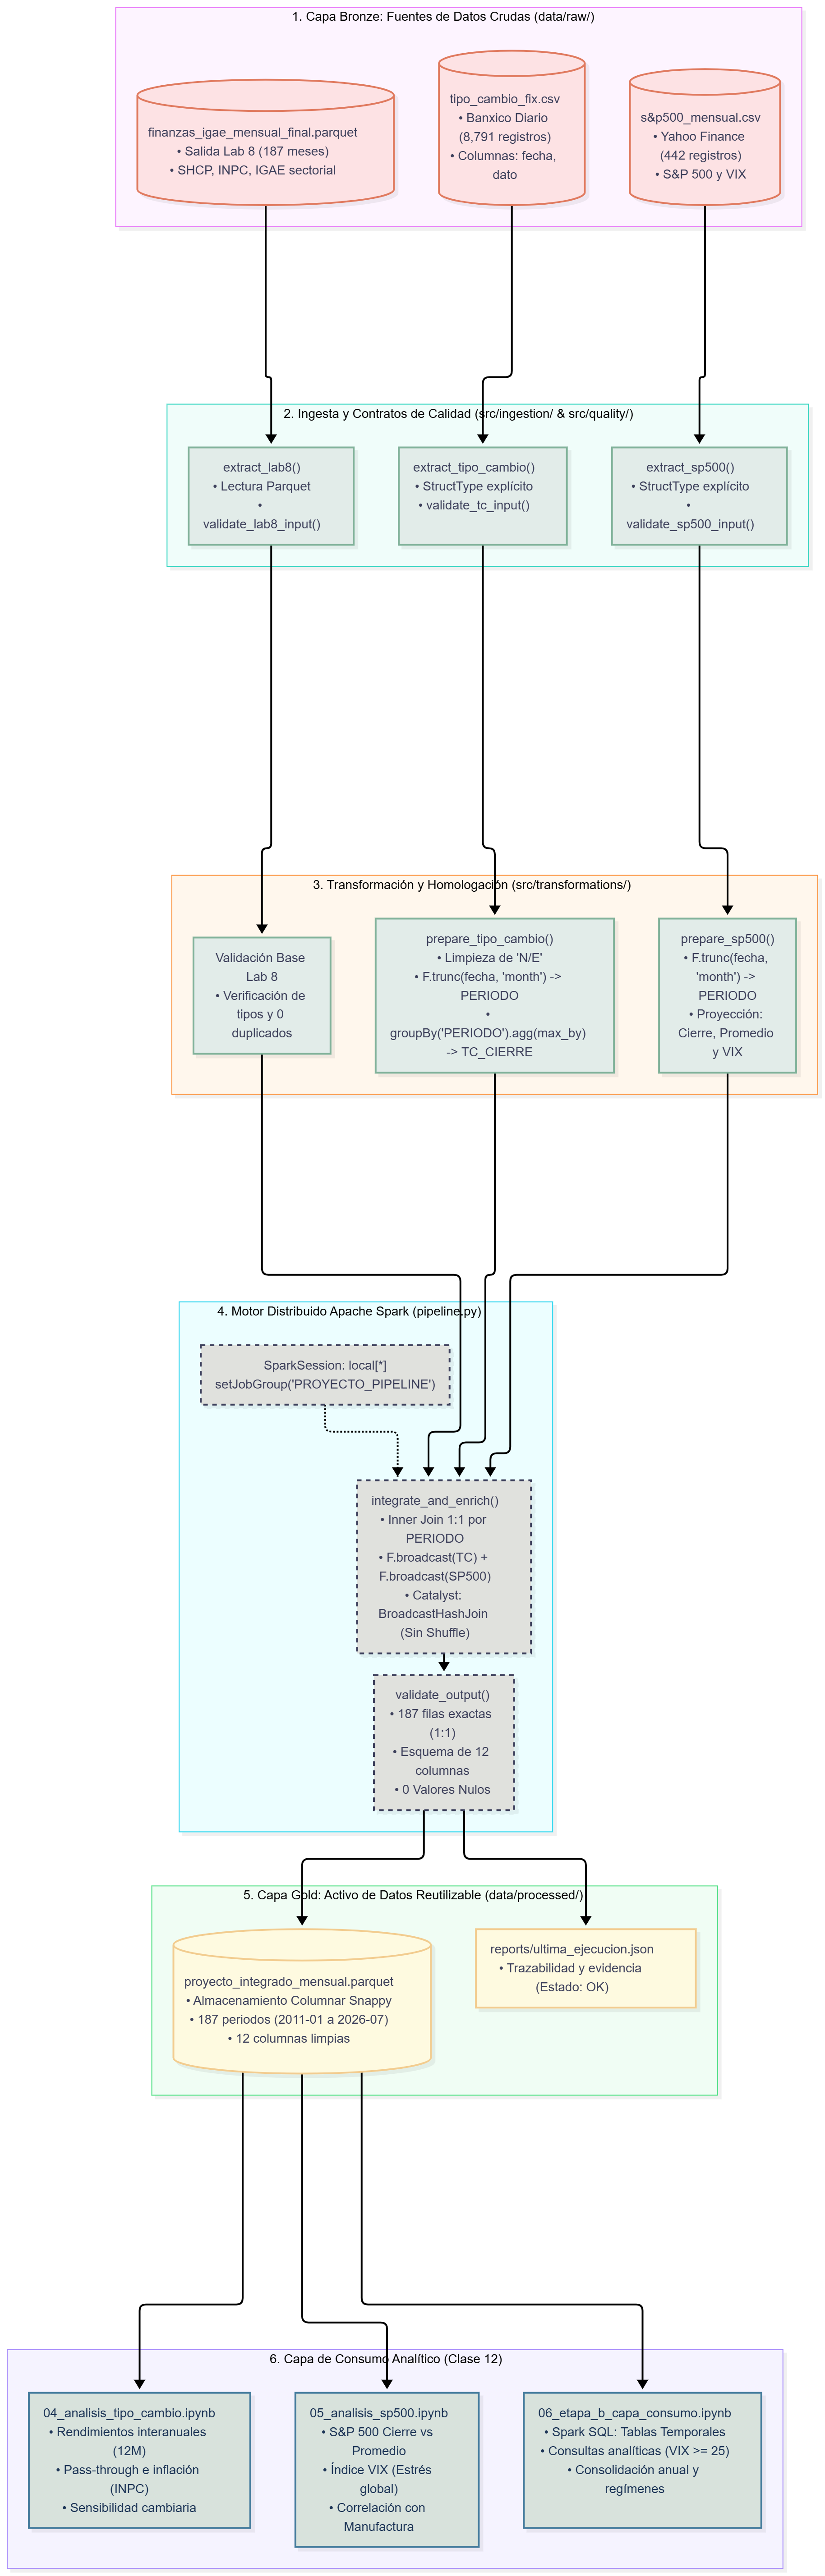 1. Capa Bronze: Fuentes de Datos Crudas (data/raw/)
finanzas_igae_mensual_final.parquet
• Salida Lab 8 (187 meses)
• SHCP, INPC, IGAE sectorial
tipo_cambio_fix.csv
• Banxico Diario
(8,791 registros)
• Columnas: fecha,
dato
s&p500_mensual.csv
• Yahoo Finance
(442 registros)
• S&P 500 y VIX
2. Ingesta y Contratos de Calidad (src/ingestion/ & src/quality/)
extract_lab8()
• Lectura Parquet
•
validate_lab8_input()
extract_tipo_cambio()
• StructType explícito
• validate_tc_input()
extract_sp500()
• StructType explícito
•
validate_sp500_input()
3. Transformación y Homologación (src/transformations/)
Validación Base
Lab 8
• Verificación de
tipos y 0
duplicados
prepare_tipo_cambio()
• Limpieza de 'N/E'
• F.trunc(fecha, 'month') ->
PERIODO
•
groupBy('PERIODO').agg(max_by)
-> TC_CIERRE
prepare_sp500()
• F.trunc(fecha,
'month') ->
PERIODO
• Proyección:
Cierre, Promedio
y VIX
4. Motor Distribuido Apache Spark (pipeline.py)
SparkSession: local[*]
setJobGroup('PROYECTO_PIPELINE')
integrate_and_enrich()
• Inner Join 1:1 por
PERIODO
• F.broadcast(TC) +
F.broadcast(SP500)
• Catalyst:
BroadcastHashJoin
(Sin Shuffle)
validate_output()
• 187 filas exactas
(1:1)
• Esquema de 12
columnas
• 0 Valores Nulos
5. Capa Gold: Activo de Datos Reutilizable (data/processed/)
proyecto_integrado_mensual.parquet
• Almacenamiento Columnar Snappy
• 187 periodos (2011-01 a 2026-07)
• 12 columnas limpias
reports/ultima_ejecucion.json
• Trazabilidad y evidencia
(Estado: OK)
6. Capa de Consumo Analítico (Clase 12)
04_analisis_tipo_cambio.ipynb
• Rendimientos interanuales
(12M)
• Pass-through e inflación
(INPC)
• Sensibilidad cambiaria
05_analisis_sp500.ipynb
• S&P 500 Cierre vs
Promedio
• Índice VIX (Estrés
global)
• Correlación con
Manufactura
06_etapa_b_capa_consumo.ipynb
• Spark SQL: Tablas Temporales
• Consultas analíticas (VIX >= 25)
• Consolidación anual y
regímenes